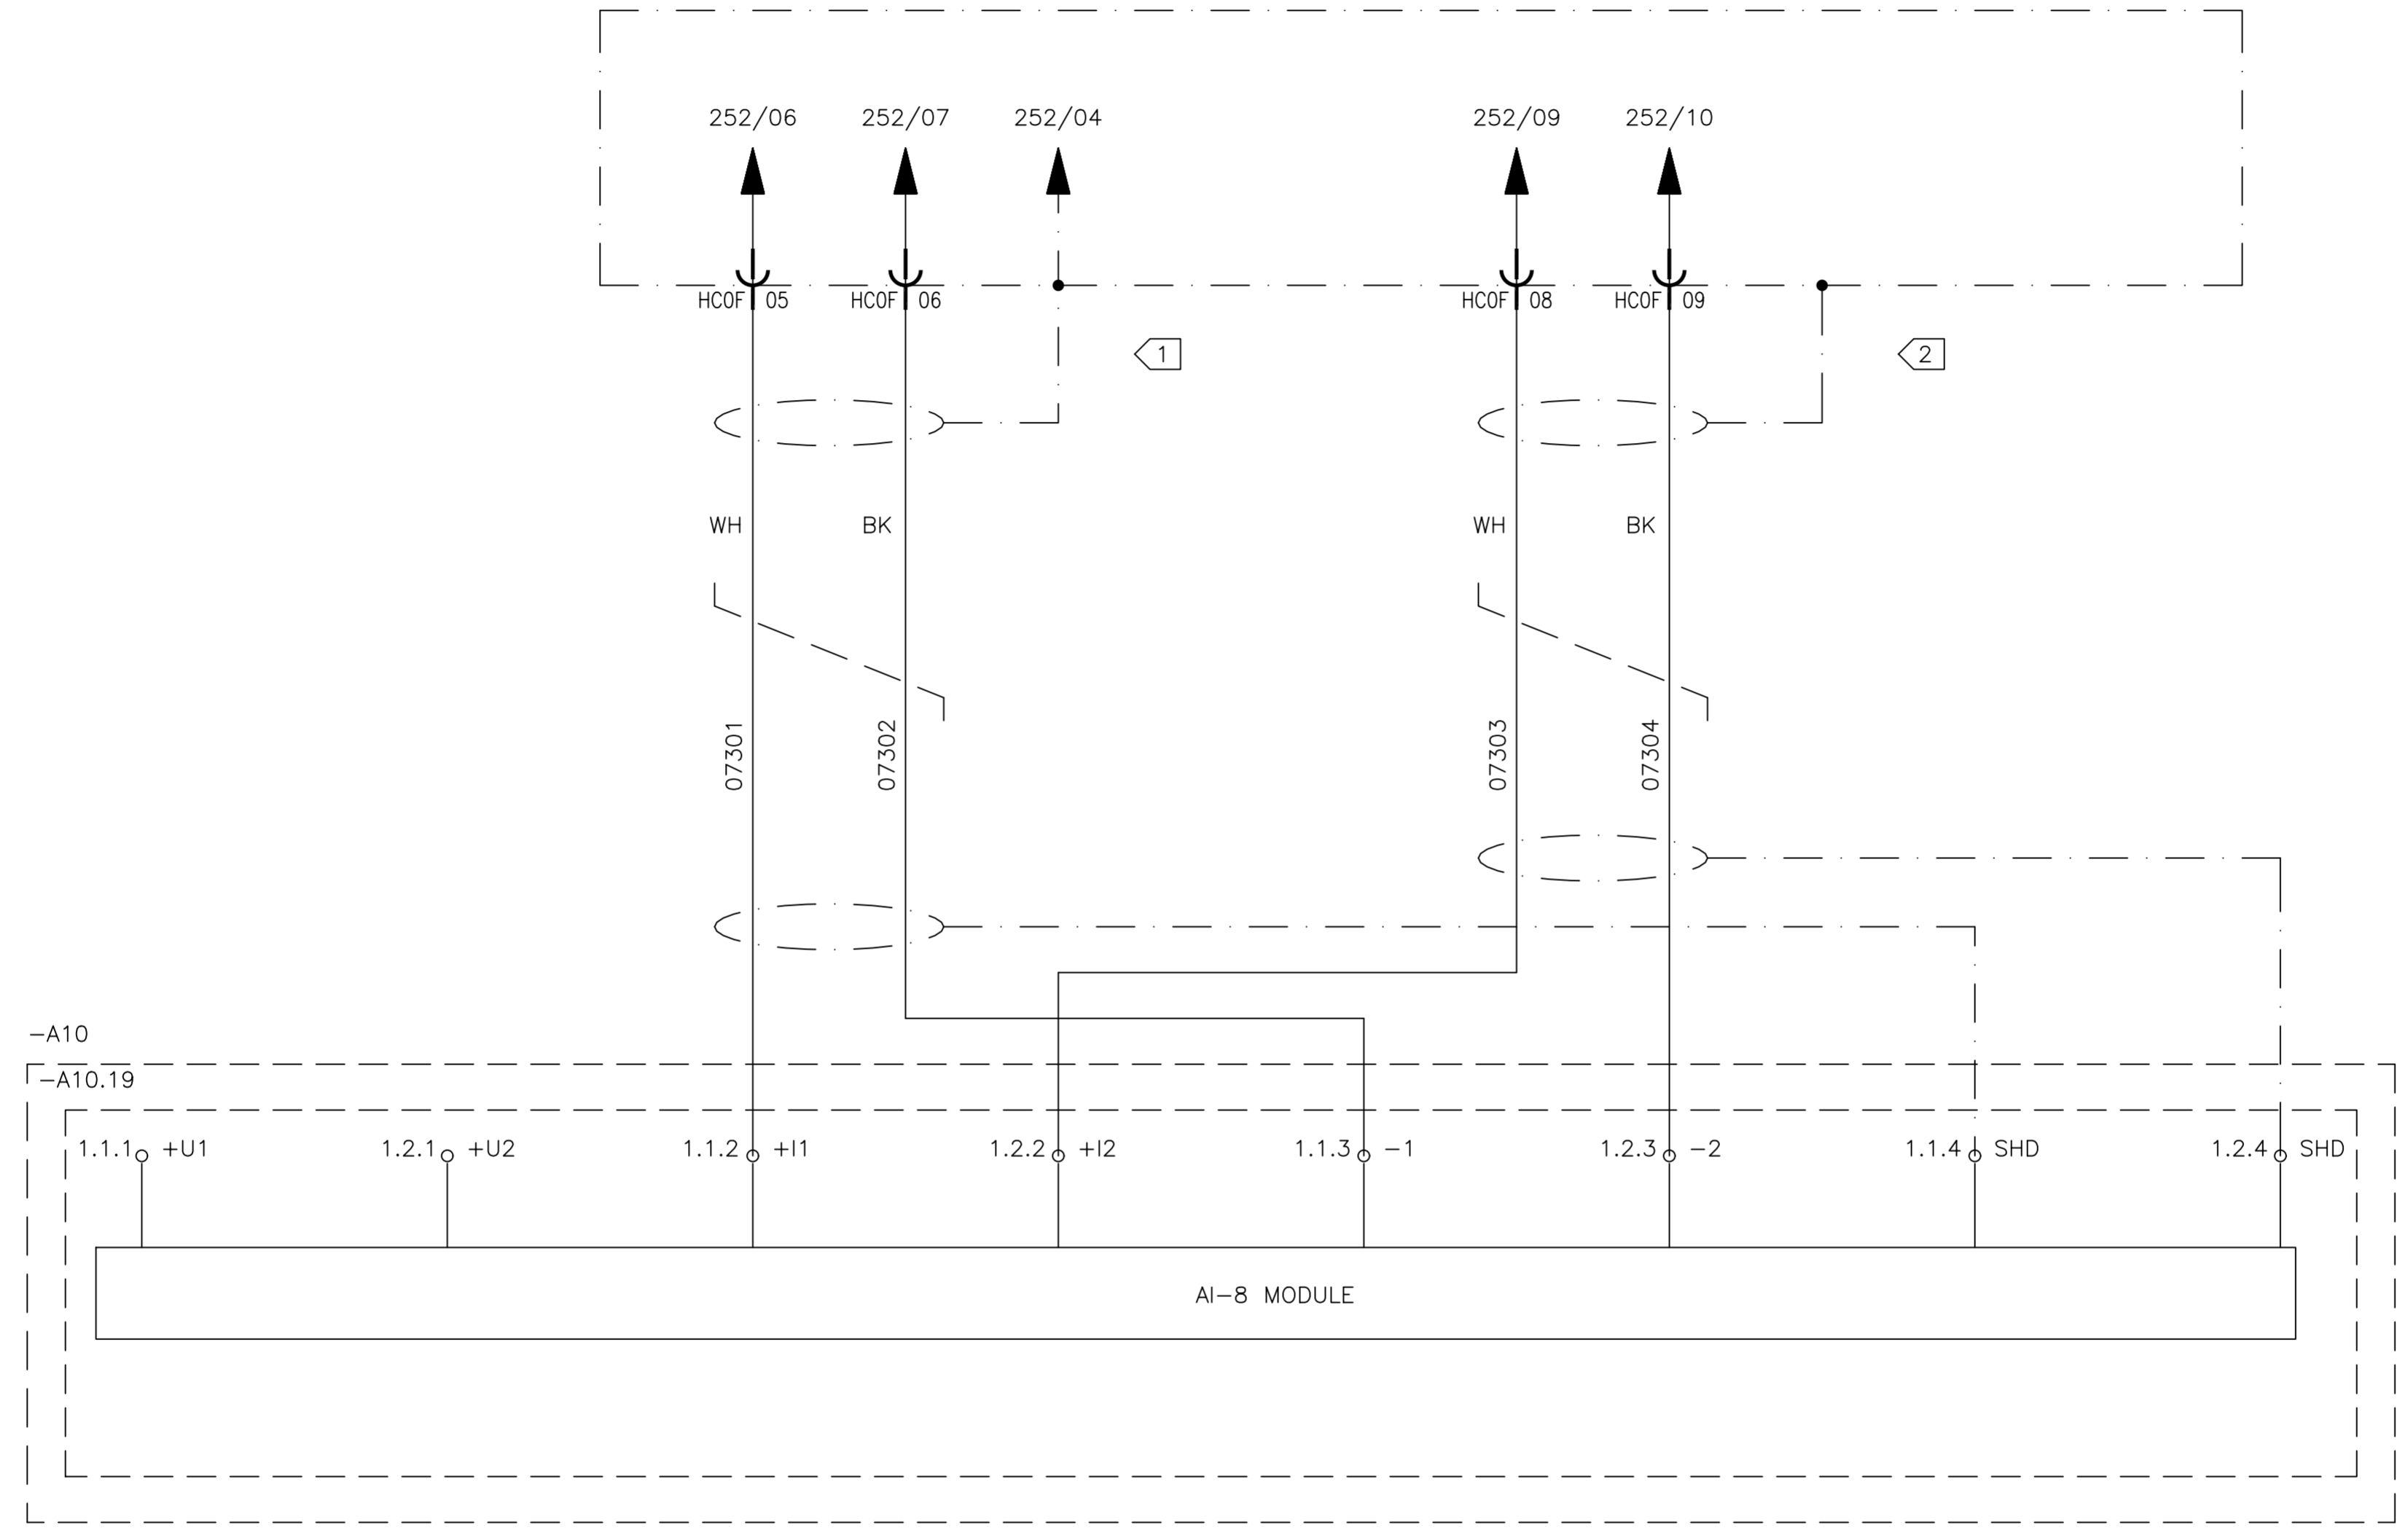 252/06 252/07 252/04 252/09 252/10
HC0F 05 HC0F 06 HC0F 08 HC0F 09
1 2
WH BK WH BK
07301 07302 07303 07304
-A10
-A10.19
1.1.1 +U1 1.2.1 +U2 1.1.2 +I1 1.2.2 +I2 1.1.3 -1 1.2.3 -2 1.1.4 SHD 1.2.4 SHD
AI-8 MODULE